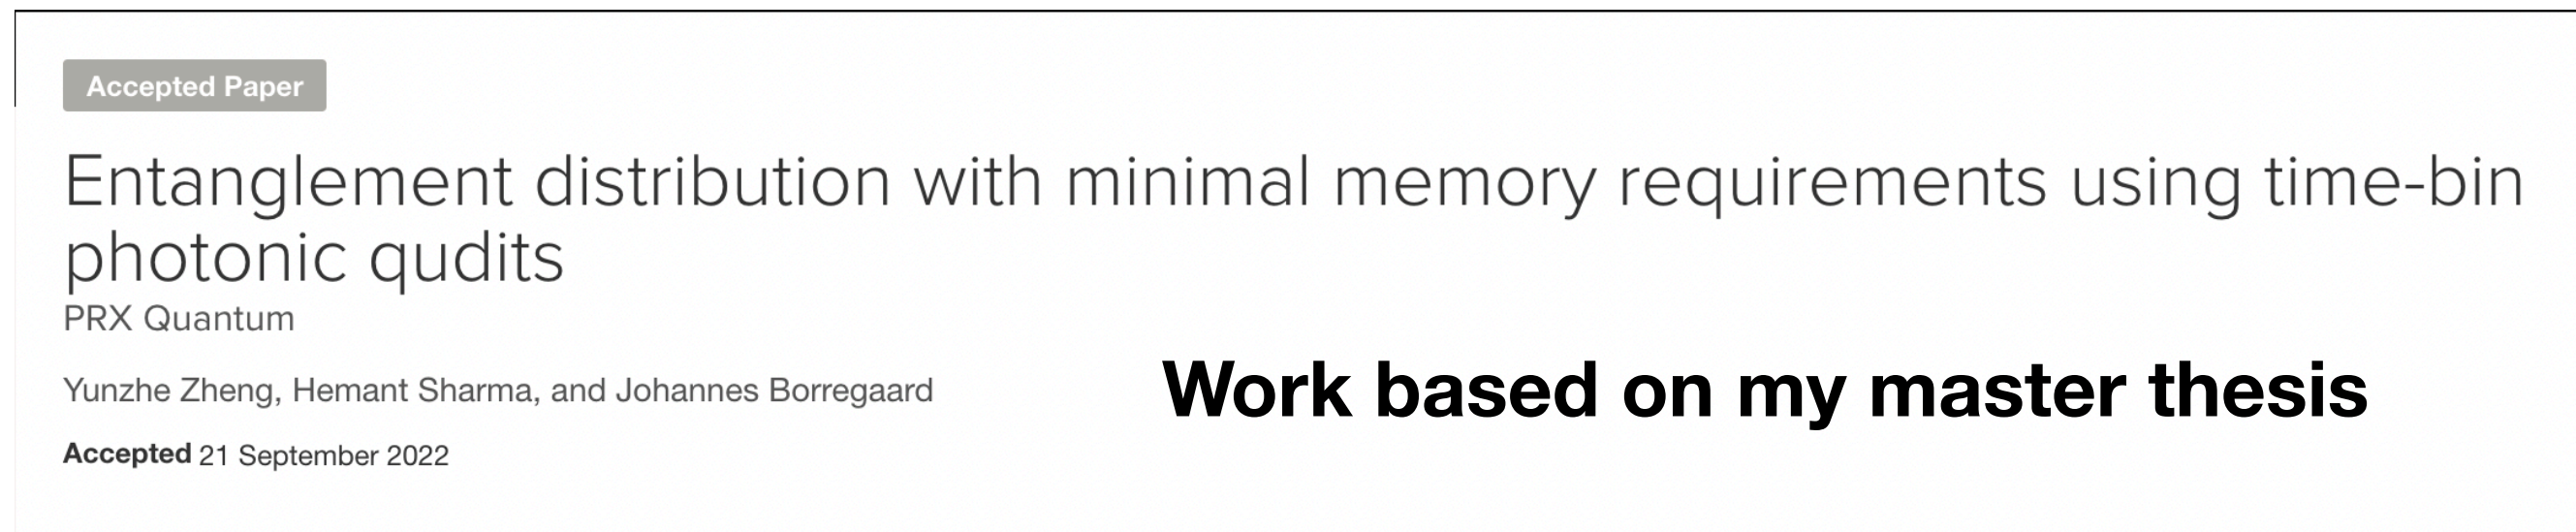 Accepted Paper
Entanglement distribution with minimal memory requirements using time-bin
photonic qudits
PRX Quantum
Yunzhe Zheng, Hemant Sharma, and Johannes Borregaard
Work based on my master thesis
Accepted 21 September 2022